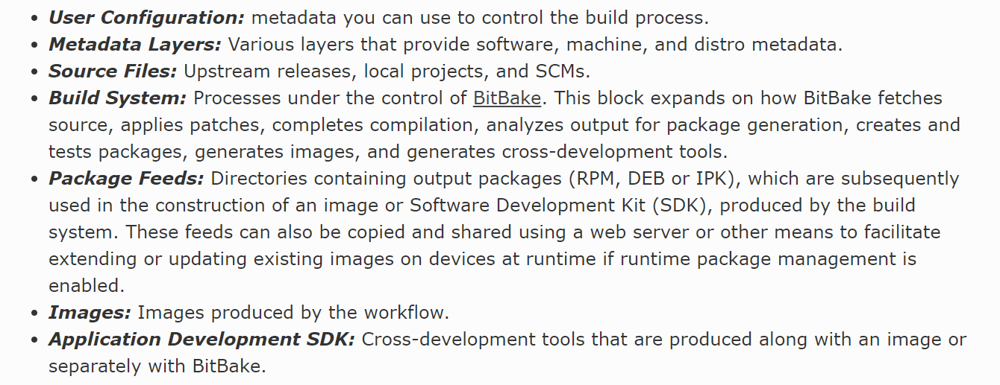 • User Configuration: metadata you can use to control the build process.
• Metadata Layers: Various layers that provide software, machine, and distro metadata.
• Source Files: Upstream releases, local projects, and SCMs.
• Build System: Processes under the control of BitBake. This block expands on how BitBake fetches
source, applies patches, completes compilation, analyzes output for package generation, creates and
tests packages, generates images, and generates cross-development tools.
• Package Feeds: Directories containing output packages (RPM, DEB or IPK), which are subsequently
used in the construction of an image or Software Development Kit (SDK), produced by the build
system. These feeds can also be copied and shared using a web server or other means to facilitate
extending or updating existing images on devices at runtime if runtime package management is
enabled.
• Images: Images produced by the workflow.
• Application Development SDK: Cross-development tools that are produced along with an image or
separately with BitBake.